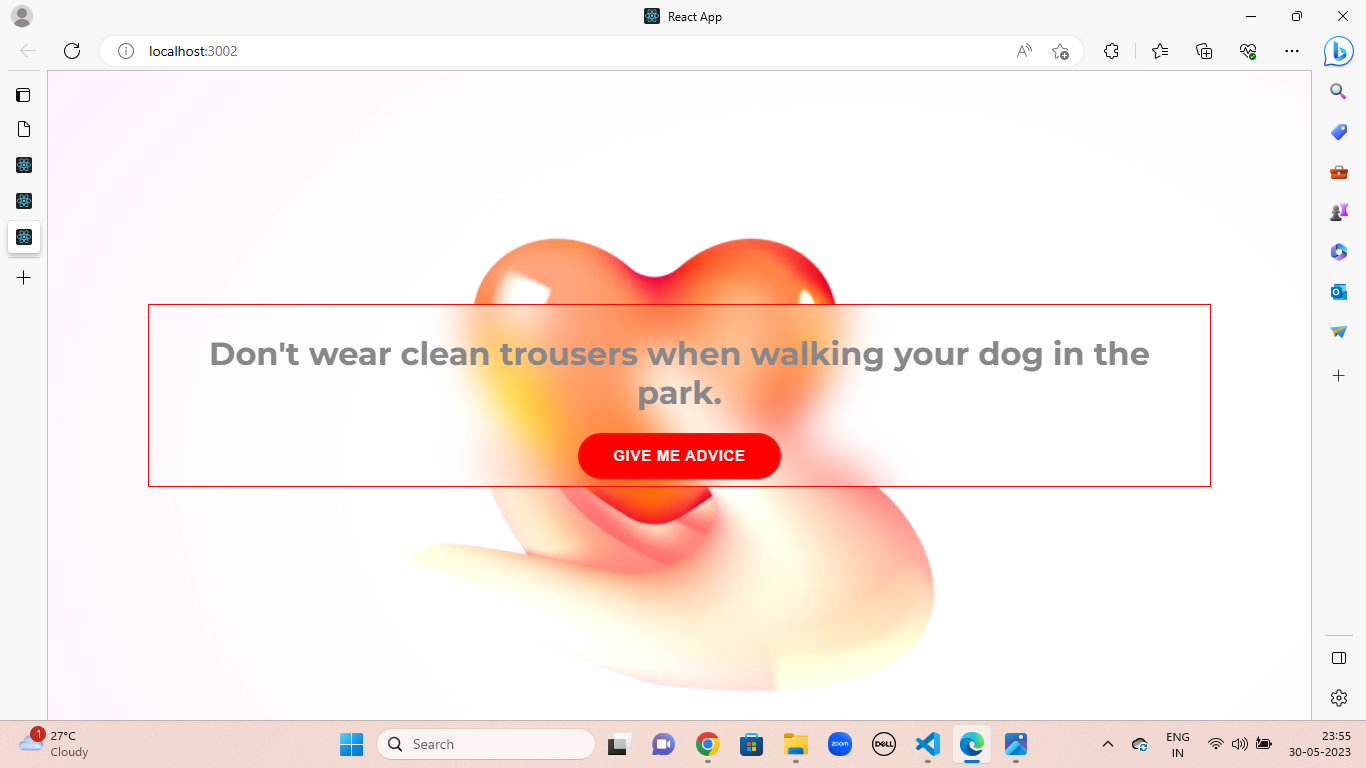 React App
localhost:3002
Don't wear clean trousers when walking your dog in the
park.
GIVE ME ADVICE
1
27°C
Cloudy
Search
zoom
DELL
ENG
IN
23:55
30-05-2023